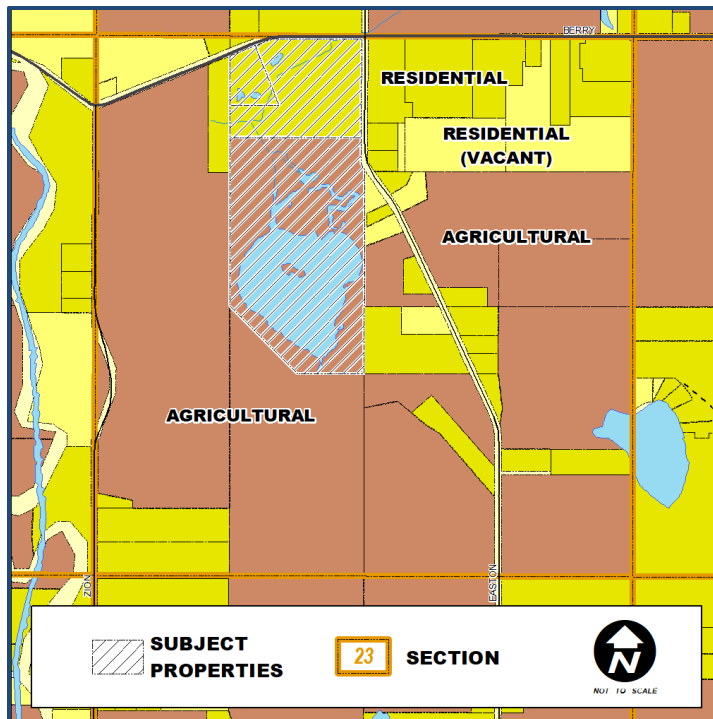 BERRY
RESIDENTIAL
RESIDENTIAL
(VACANT)
AGRICULTURAL
AGRICULTURAL
ZION
EASTON
SUBJECT
PROPERTIES
23
SECTION
N
NOT TO SCALE